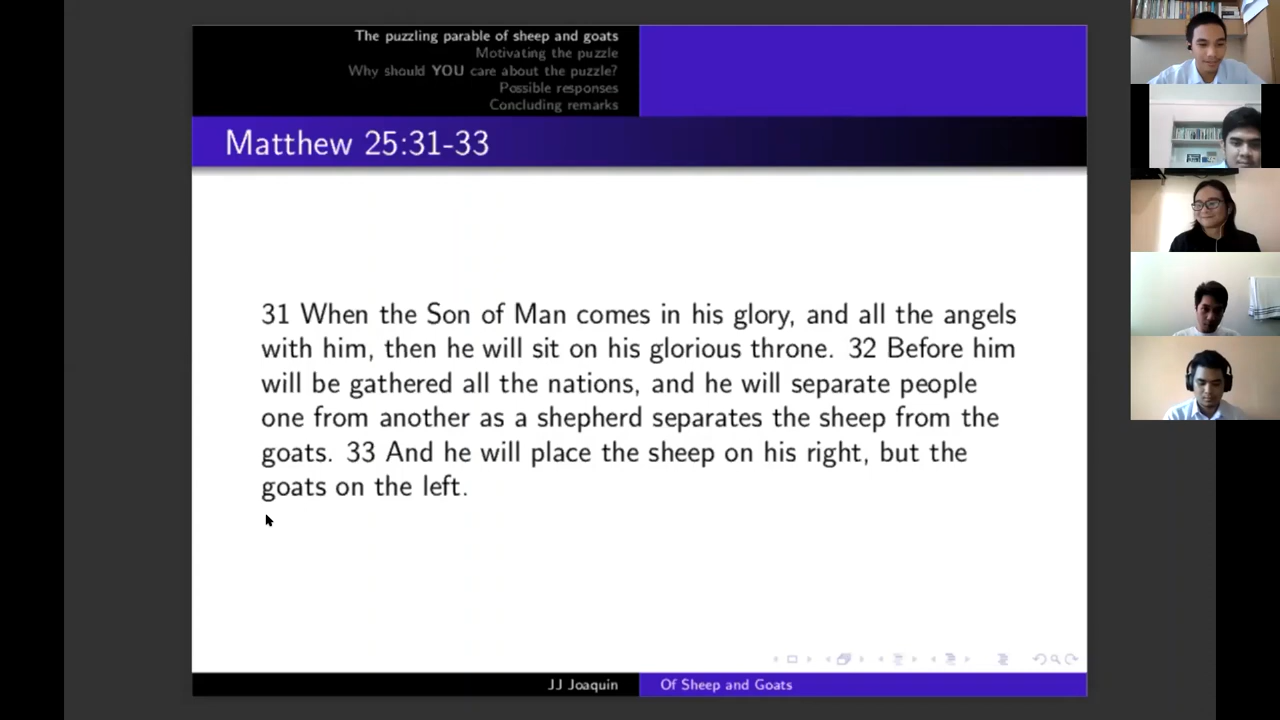 The puzzling parable of sheep and goats
Motivating the puzzle
Why should YOU care about the puzzle?
Possible responses
Concluding remarks
Matthew 25:31-33
31 When the Son of Man comes in his glory, and all the angels
with him, then he will sit on his glorious throne. 32 Before him
will be gathered all the nations, and he will separate people
one from another as a shepherd separates the sheep from the
goats. 33 And he will place the sheep on his right, but the
goats on the left.
JJ Joaquin
Of Sheep and Goats